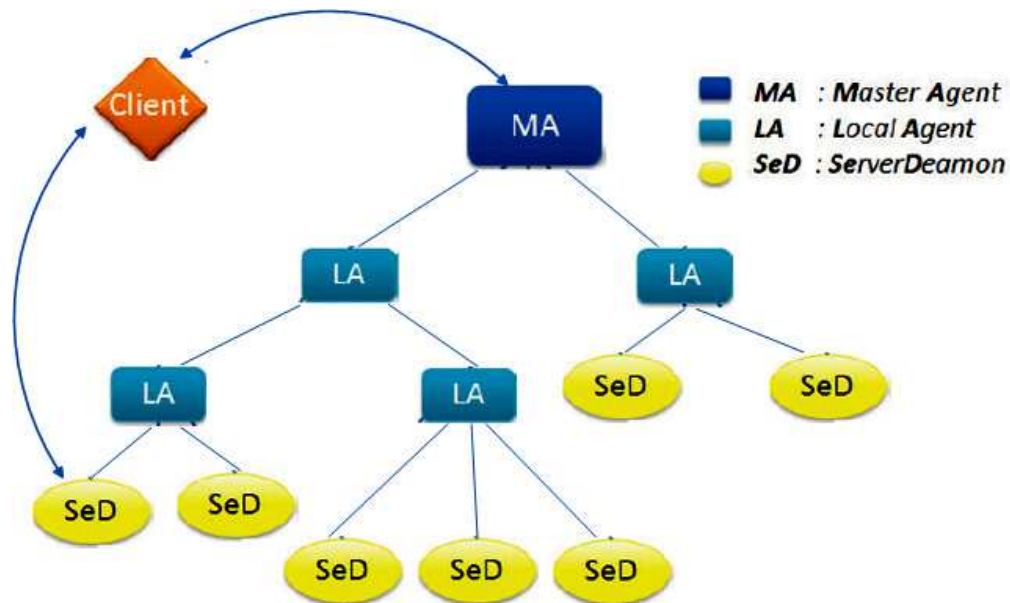 Client
MA
MA : Master Agent
LA : Local Agent
SeD : ServerDeamon
LA
LA
LA
LA
SeD
SeD
SeD
SeD
SeD
SeD
SeD